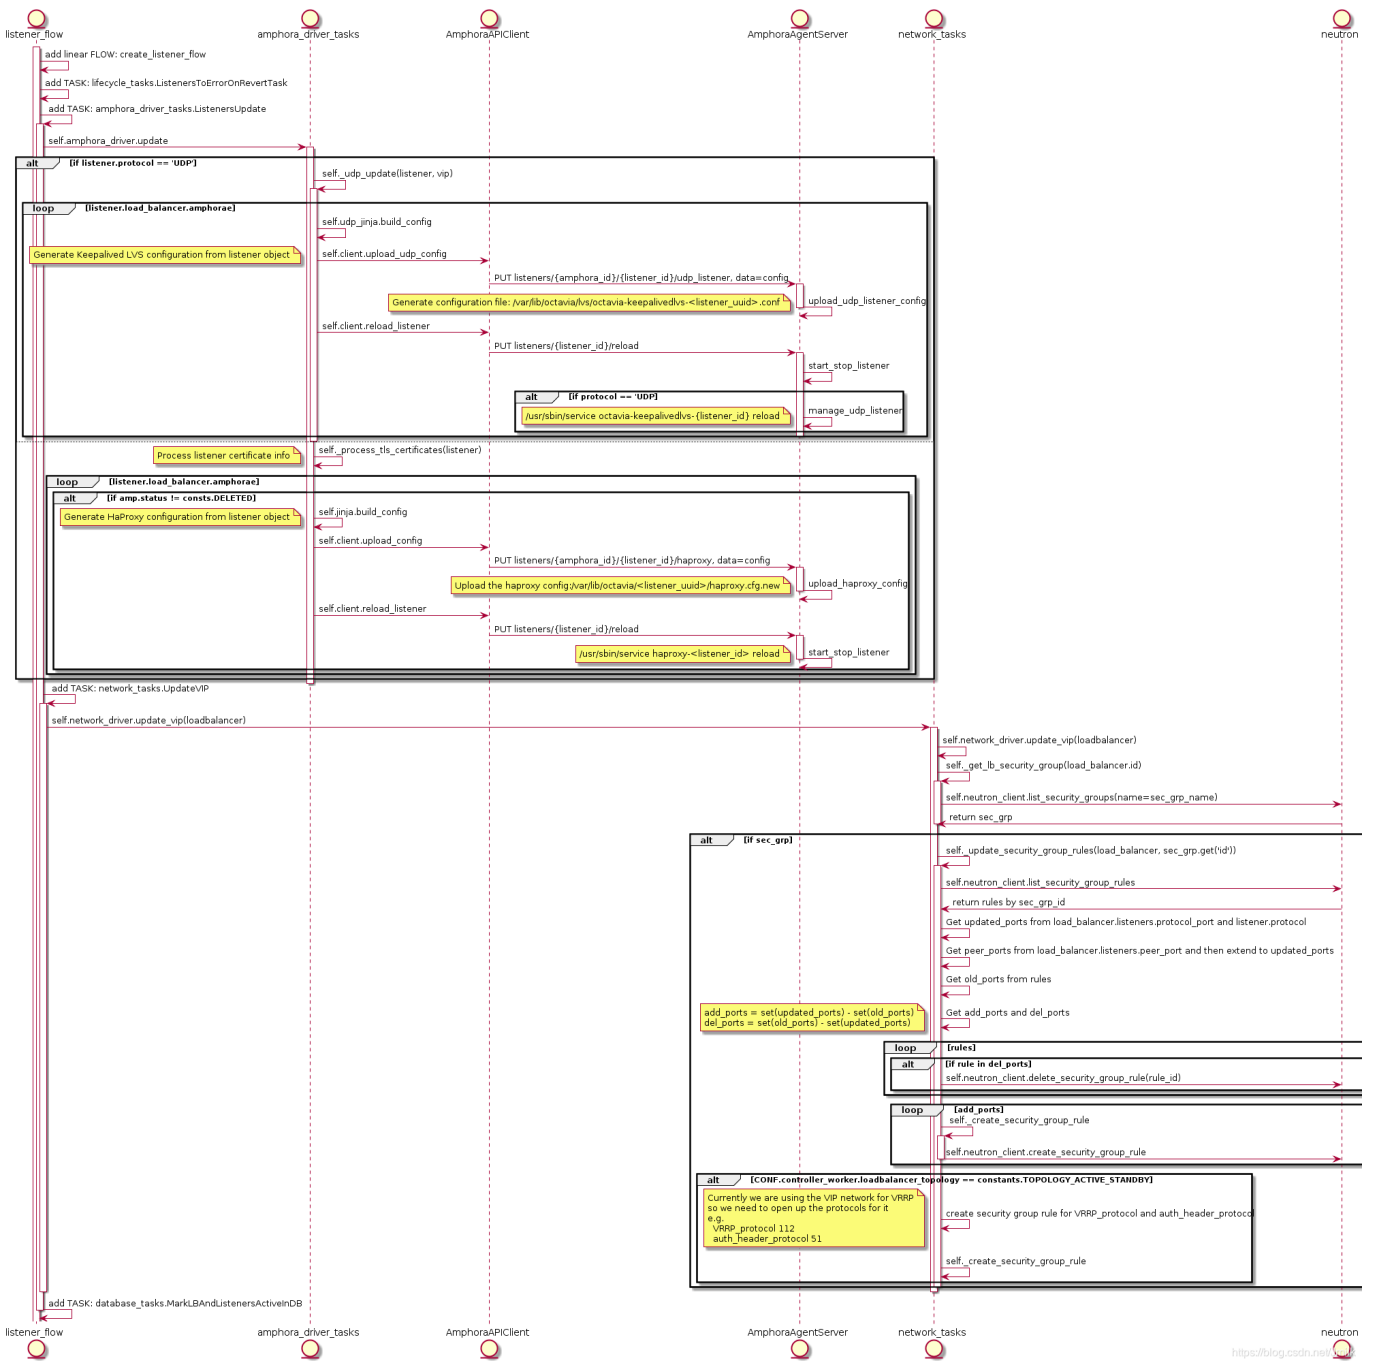 listener_flow
amphora_driver_tasks
AmphoraAPIClient
AmphoraAgentServer
network_tasks
neutron
add linear FLOW: create_listener_flow
add TASK: lifecycle_tasks.ListenersToErrorOnRevertTask
add TASK: amphora_driver_tasks.ListenersUpdate
self.amphora_driver.update
alt [if listener.protocol == 'UDP']
self._udp_update(listener, vip)
loop [listener.load_balancer.amphorae]
self.udp_jinja.build_config
Generate Keepalived LVS configuration from listener object
self.client.upload_udp_config
PUT listeners/{amphora_id}/{listener_id}/udp_listener, data=config
Generate configuration file: /var/lib/octavia/lvs/octavia-keepalivedlvs-<listener_uuid>.conf
upload_udp_listener_config
self.client.reload_listener
PUT listeners/{listener_id}/reload
start_stop_listener
alt [if protocol == 'UDP]
/usr/sbin/service octavia-keepalivedlvs-{listener_id} reload
manage_udp_listener
Process listener certificate info
self._process_tls_certificates(listener)
loop [listener.load_balancer.amphorae]
alt [if amp.status != consts.DELETED]
Generate HaProxy configuration from listener object
self.jinja.build_config
self.client.upload_config
PUT listeners/{amphora_id}/{listener_id}/haproxy, data=config
Upload the haproxy config:/var/lib/octavia/<listener_uuid>/haproxy.cfg.new
upload_haproxy_config
self.client.reload_listener
PUT listeners/{listener_id}/reload
/usr/sbin/service haproxy-<listener_id> reload
start_stop_listener
add TASK: network_tasks.UpdateVIP
self.network_driver.update_vip(loadbalancer)
self.network_driver.update_vip(loadbalancer)
self._get_lb_security_group(load_balancer.id)
self.neutron_client.list_security_groups(name=sec_grp_name)
return sec_grp
alt [if sec_grp]
self._update_security_group_rules(load_balancer, sec_grp.get('id'))
self.neutron_client.list_security_group_rules
return rules by sec_grp_id
Get updated_ports from load_balancer.listeners.protocol_port and listener.protocol
Get peer_ports from load_balancer.listeners.peer_port and then extend to updated_ports
Get old_ports from rules
add_ports = set(updated_ports) - set(old_ports)
del_ports = set(old_ports) - set(updated_ports)
Get add_ports and del_ports
loop [rules]
alt [if rule in del_ports]
self.neutron_client.delete_security_group_rule(rule_id)
loop [add_ports]
self._create_security_group_rule
self.neutron_client.create_security_group_rule
alt [CONF.controller_worker.loadbalancer_topology == constants.TOPOLOGY_ACTIVE_STANDBY]
Currently we are using the VIP network for VRRP
so we need to open up the protocols for it
e.g.
VRRP_protocol 112
auth_header_protocol 51
create security group rule for VRRP_protocol and auth_header_protocol
self._create_security_group_rule
add TASK: database_tasks.MarkLBAndListenersActiveInDB
listener_flow
amphora_driver_tasks
AmphoraAPIClient
AmphoraAgentServer
network_tasks
neutron